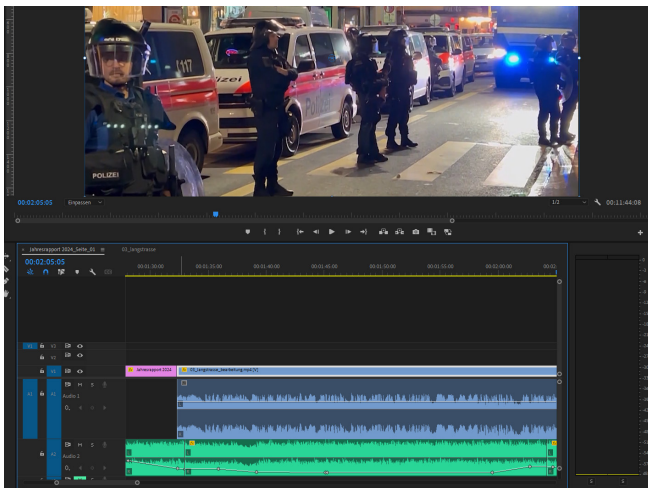 117
Polizei
POLIZEI
00:02:05:05
Einpassen
1/2
00:11:44:08
Jahresrapport 2024_Seite_01
03_langstrasse
00:02:05:05
00:01:30:00
00:01:35:00
00:01:40:00
00:01:45:00
00:01:50:00
00:01:55:00
00:02:00:00
00:02
V3
V2
V1
Jahresrapport 2024
03_langstrasse_bearbeitung.mp4 [V]
A1
A1
M
S
Audio 1
A2
M
S
Audio 2
S
S